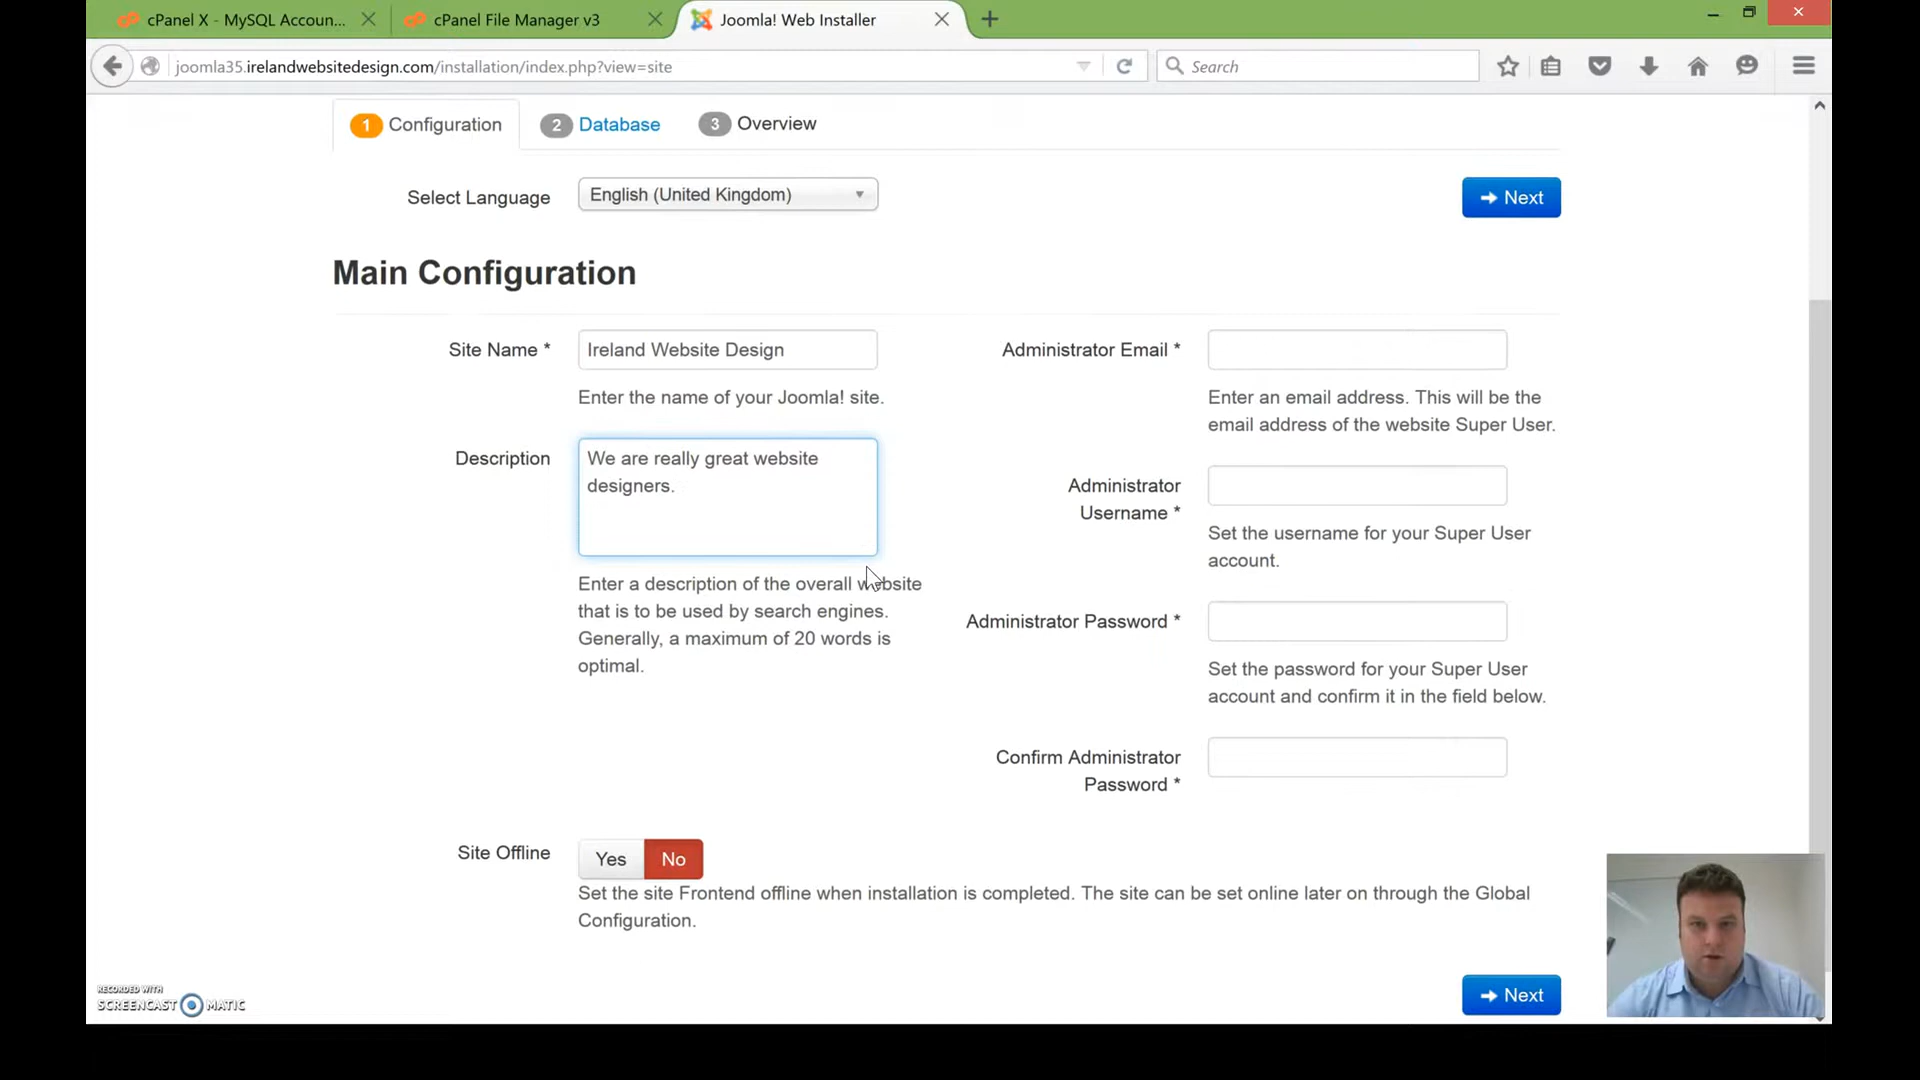 cPanel X - MySQL Accoun...
cPanel File Manager v3
Joomla! Web Installer
joomla35.irelandwebsitedesign.com/installation/index.php?view=site
Search
1 Configuration
2 Database
3 Overview
Select Language
English (United Kingdom)
Next
Main Configuration
Site Name *
Ireland Website Design
Enter the name of your Joomla! site.
Description
We are really great website
designers.
Enter a description of the overall website
that is to be used by search engines.
Generally, a maximum of 20 words is
optimal.
Administrator Email *
Enter an email address. This will be the
email address of the website Super User.
Administrator
Username *
Set the username for your Super User
account.
Administrator Password *
Set the password for your Super User
account and confirm it in the field below.
Confirm Administrator
Password *
Site Offline
Yes
No
Set the site Frontend offline when installation is completed. The site can be set online later on through the Global
Configuration.
Next
RECORDED WITH
SCREENCAST MATIC